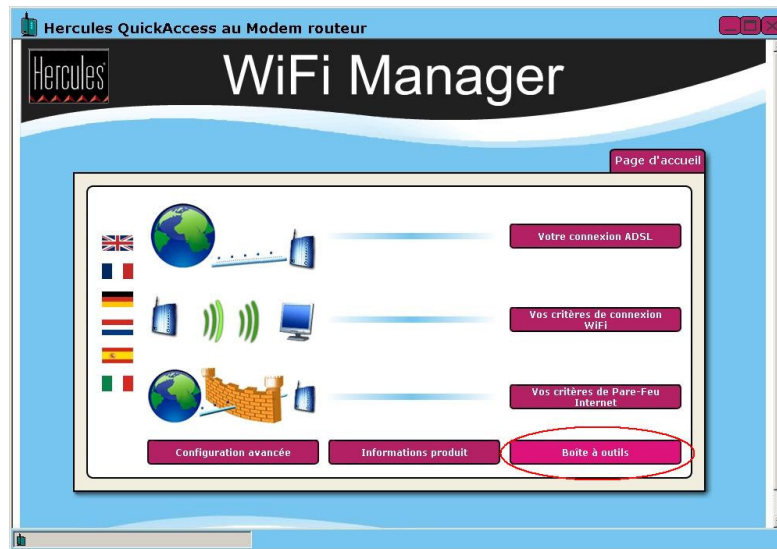 Hercules QuickAccess au Modem routeur
Hercules
WiFi Manager
Page d'accueil
Votre connexion ADSL
Vos critères de connexion
WiFi
Vos critères de Pare-Feu
Internet
Configuration avancée
Informations produit
Boîte à outils